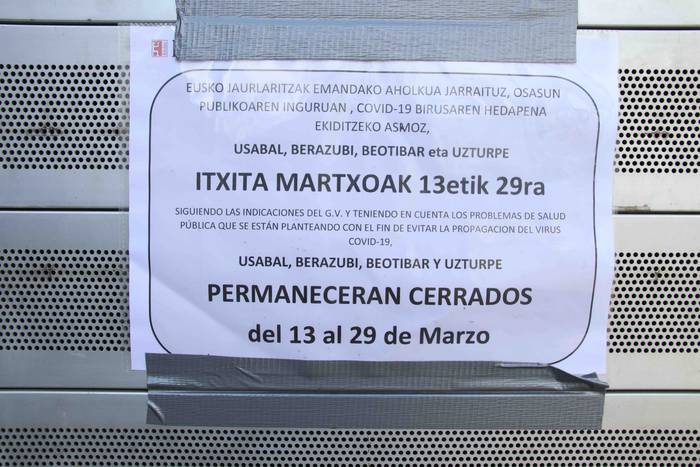 EUSKO JAURLARITZAK EMANDAKO AHOLKUA JARRAITUZ, OSASUN
PUBLIKOAREN INGURUAN , COVID-19 BIRUSAREN HEDAPENA
EKIDITZEKO ASMOZ,
USABAL, BERAZUBI, BEOTIBAR eta UZTURPE
ITXITA MARTXOAK 13etik 29ra
SIGUIENDO LAS INDICACIONES DEL G.V. Y TENIENDO EN CUENTA LOS PROBLEMAS DE SALUD
PÚBLICA QUE SE ESTÁN PLANTEANDO CON EL FIN DE EVITAR LA PROPAGACION DEL VIRUS
COVID-19,
USABAL, BERAZUBI, BEOTIBAR Y UZTURPE
PERMANECERAN CERRADOS
del 13 al 29 de Marzo